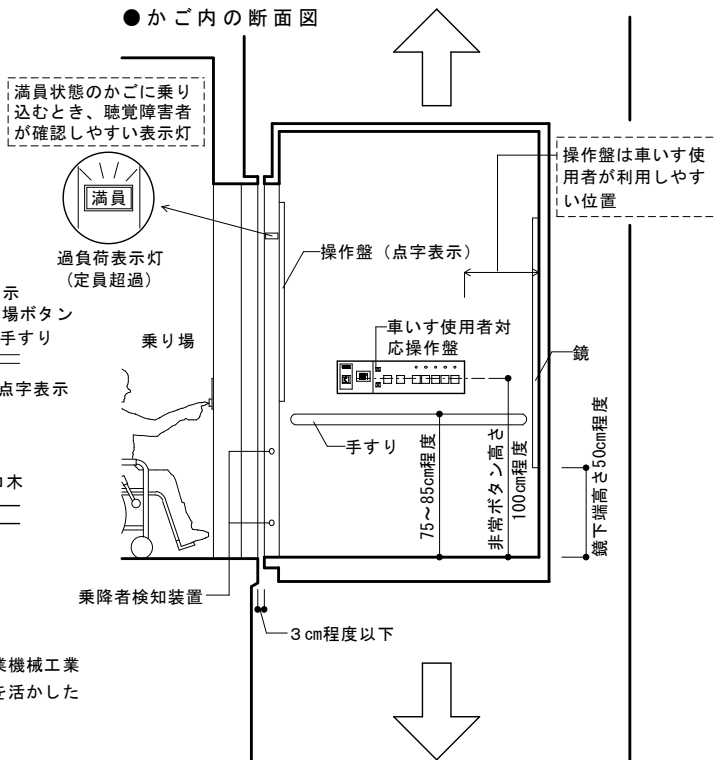 ●かご内の断面図
満員状態のかごに乗り
込むとき、聴覚障害者
が確認しやすい表示灯
満員
過負荷表示灯
(定員超過)
操作盤は車いす使
用者が利用しやす
い位置
操作盤（点字表示）
示
場ボタン
手すり
乗り場
車いす使用者対
応操作盤
鏡
点字表示
手すり
75～85cm程度
非常ボタン高さ
100cm程度
鏡下端高さ50cm程度
木
乗降者検知装置
3cm程度以下
業機械工業
を活かした